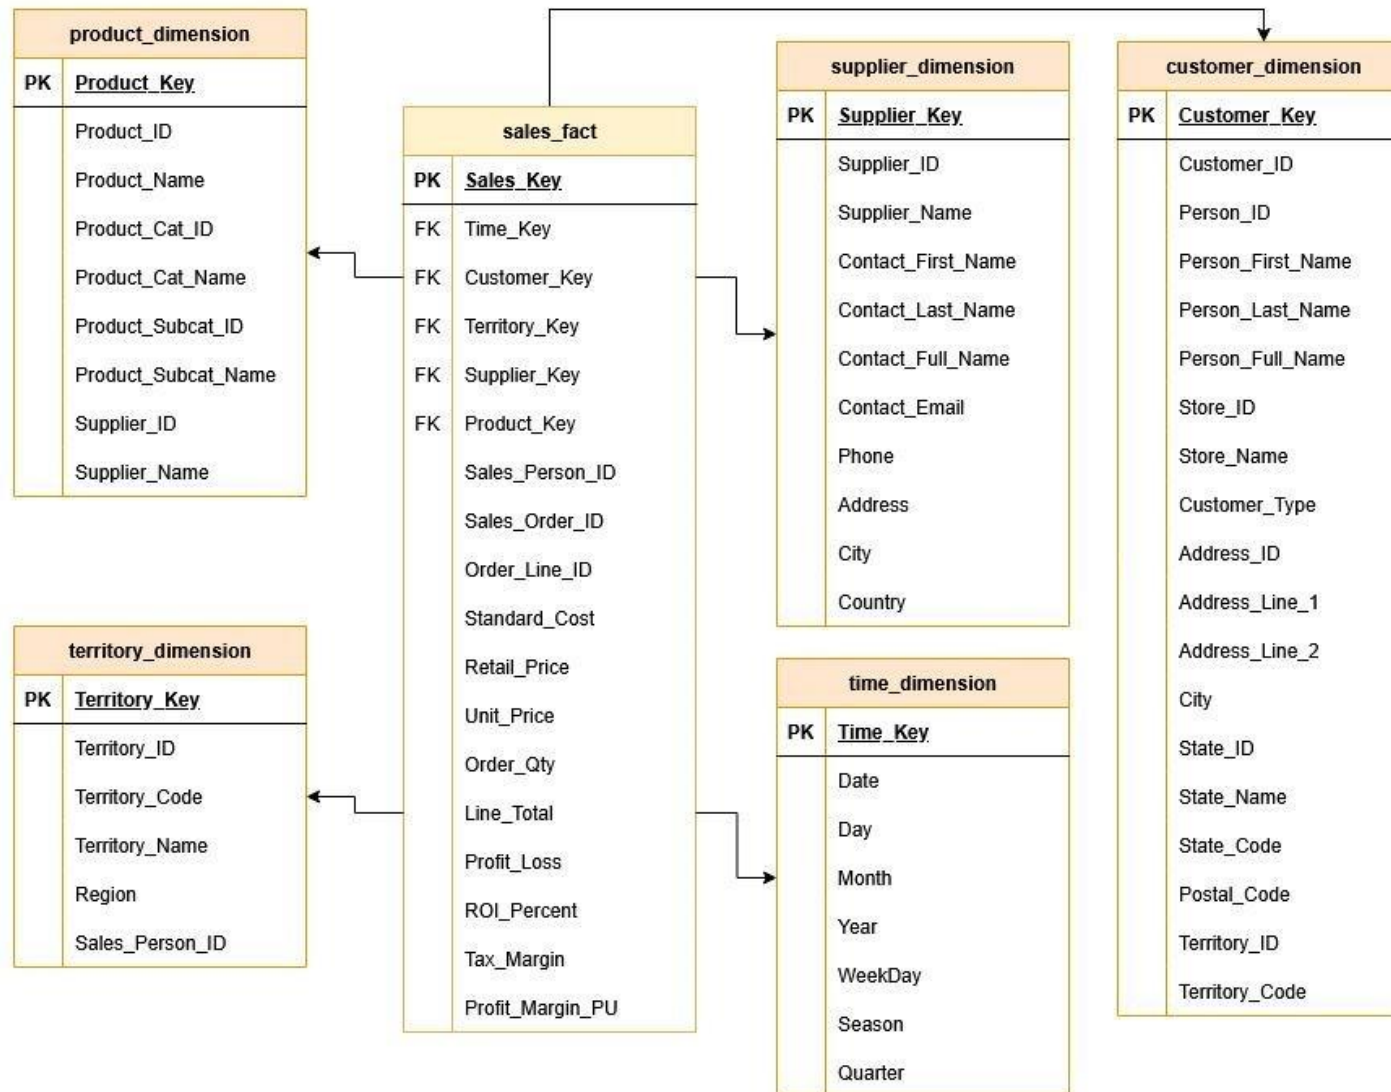 product_dimension
PK Product_Key
Product_ID
Product_Name
Product_Cat_ID
Product_Cat_Name
Product_Subcat_ID
Product_Subcat_Name
Supplier_ID
Supplier_Name
territory_dimension
PK Territory_Key
Territory_ID
Territory_Code
Territory_Name
Region
Sales_Person_ID
sales_fact
PK Sales_Key
FK Time_Key
FK Customer_Key
FK Territory_Key
FK Supplier_Key
FK Product_Key
Sales_Person_ID
Sales_Order_ID
Order_Line_ID
Standard_Cost
Retail_Price
Unit_Price
Order_Qty
Line_Total
Profit_Loss
ROI_Percent
Tax_Margin
Profit_Margin_PU
supplier_dimension
PK Supplier_Key
Supplier_ID
Supplier_Name
Contact_First_Name
Contact_Last_Name
Contact_Full_Name
Contact_Email
Phone
Address
City
Country
time_dimension
PK Time_Key
Date
Day
Month
Year
WeekDay
Season
Quarter
customer_dimension
PK Customer_Key
Customer_ID
Person_ID
Person_First_Name
Person_Last_Name
Person_Full_Name
Store_ID
Store_Name
Customer_Type
Address_ID
Address_Line_1
Address_Line_2
City
State_ID
State_Name
State_Code
Postal_Code
Territory_ID
Territory_Code